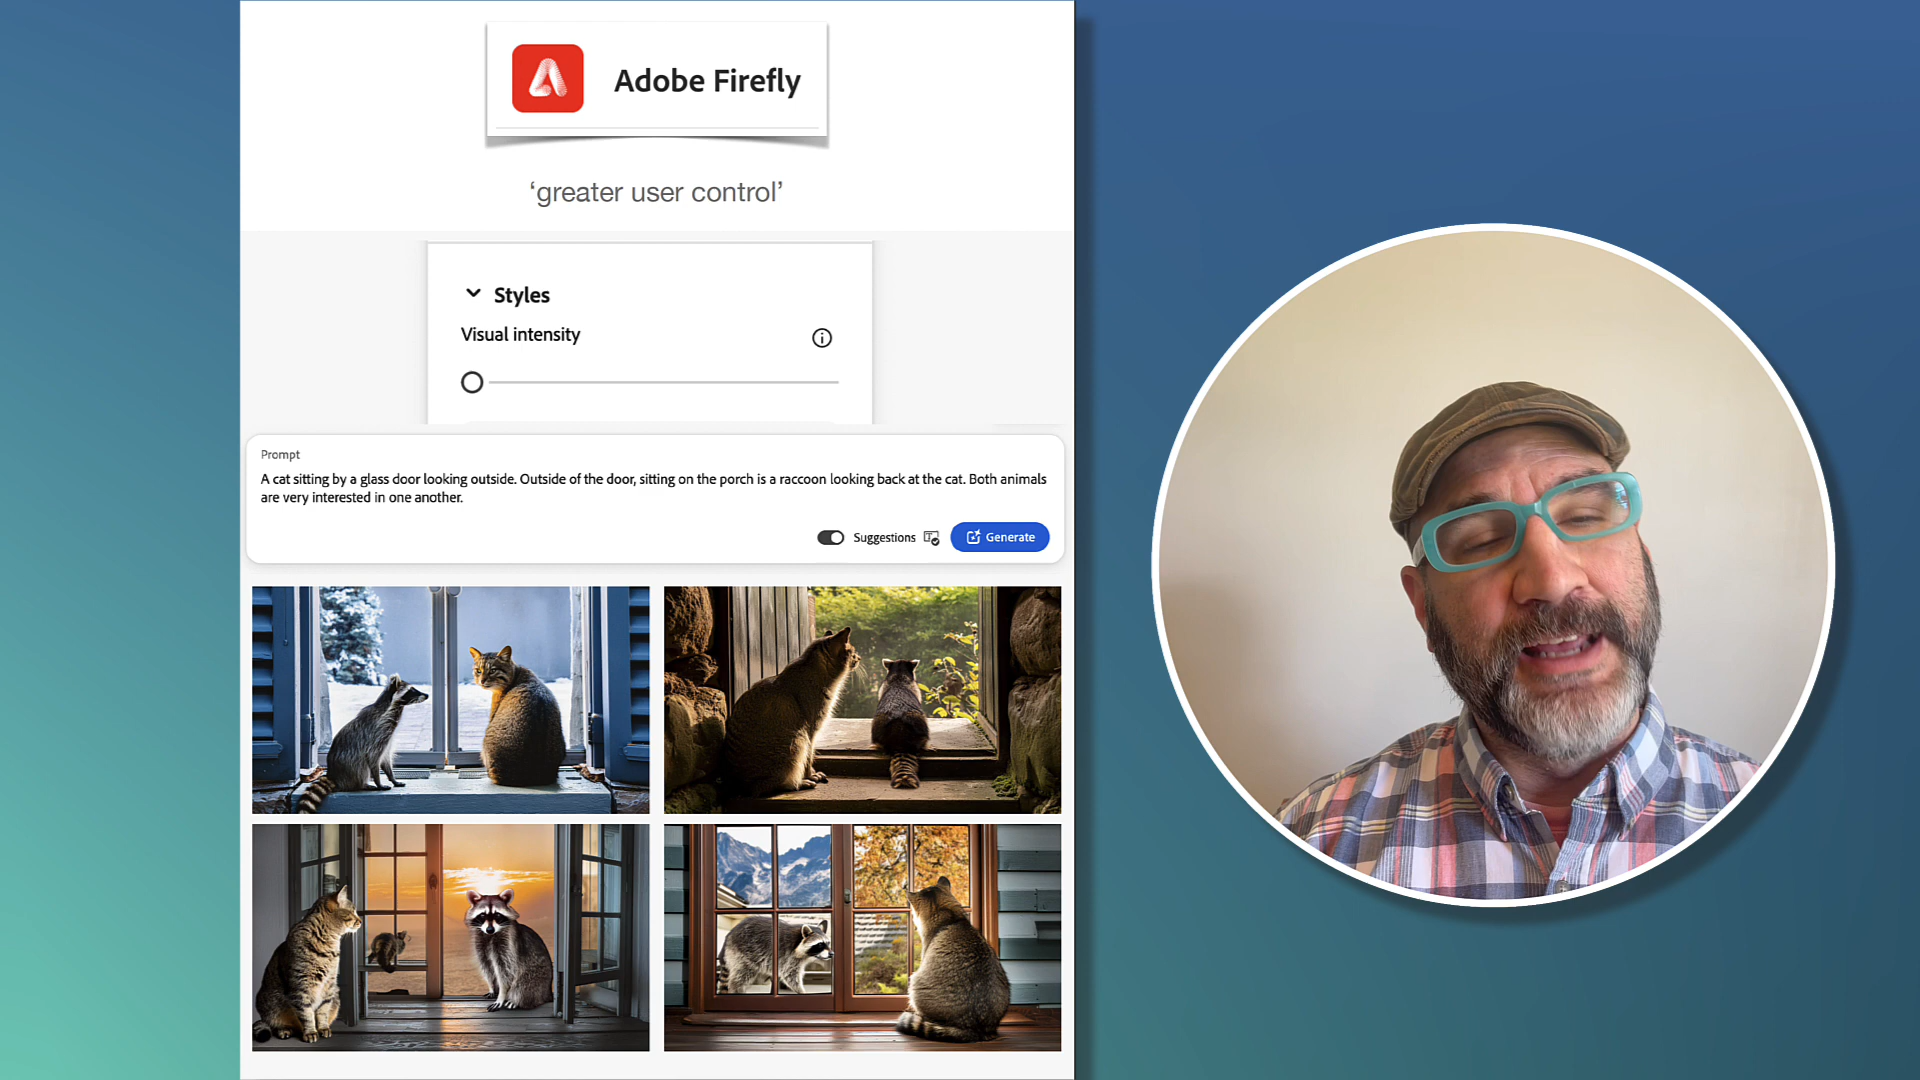 Adobe Firefly
‘greater user control’
Styles
Visual intensity
Prompt
A cat sitting by a glass door looking outside. Outside of the door, sitting on the porch is a raccoon looking back at the cat. Both animals
are very interested in one another.
Suggestions
Generate